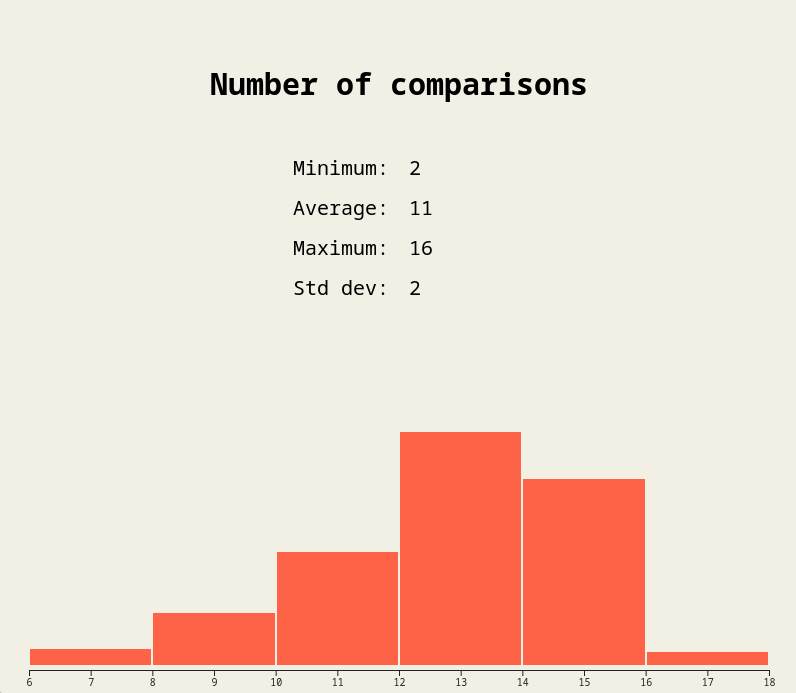 Number of comparisons
Minimum: 2
Average: 11
Maximum: 16
Std dev: 2
6 7 8 9 10 11 12 13 14 15 16 17 18